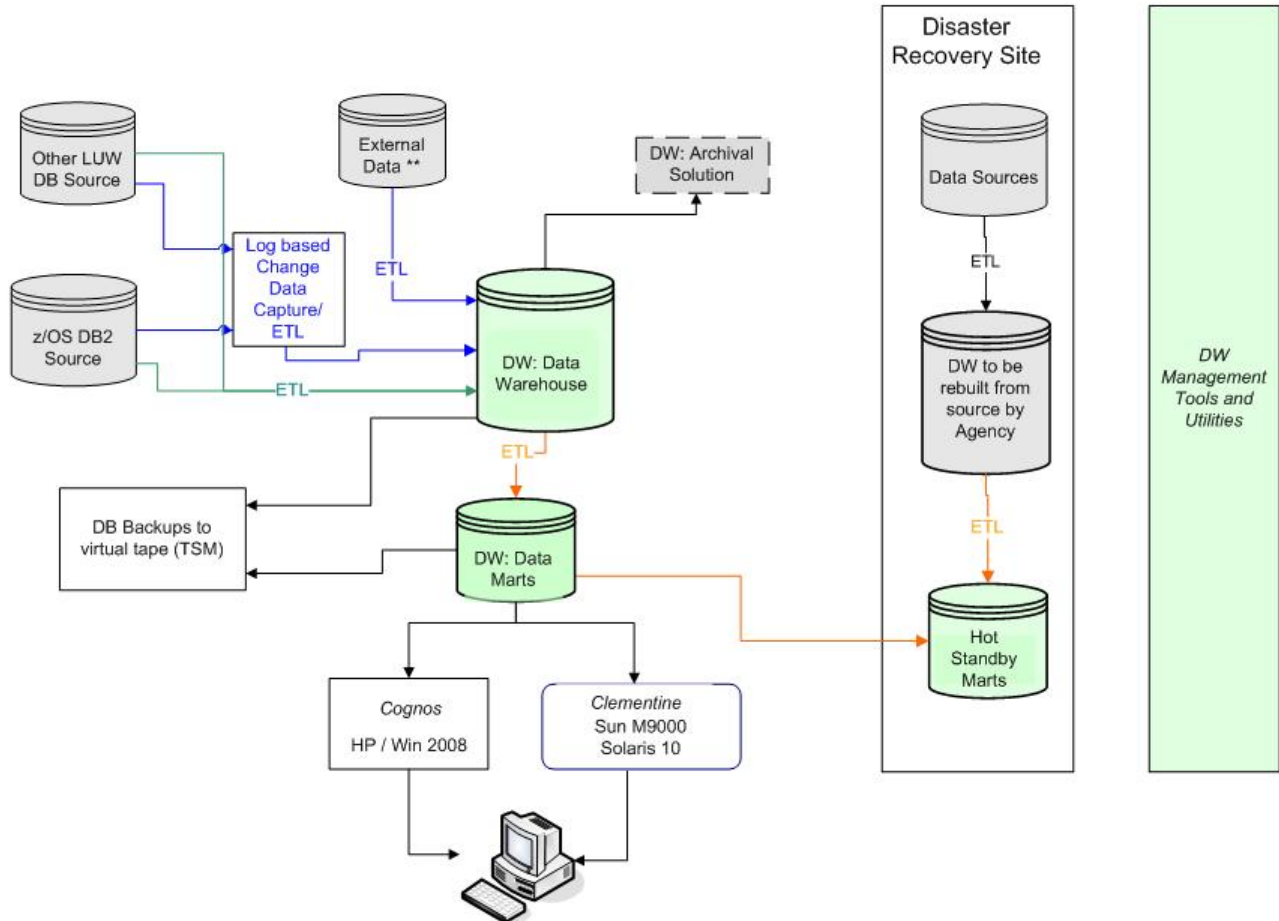 Disaster
Recovery Site
Other LUW
DB Source
External
Data **
DW: Archival
Solution
Data Sources
Log based
Change
Data
Capture/
ETL
ETL
ETL
z/OS DB2
Source
DW: Data
Warehouse
DW to be
rebuilt from
source by
Agency
DW
Management
Tools and
Utilities
ETL
ETL
ETL
DB Backups to
virtual tape (TSM)
DW: Data
Marts
Hot
Standby
Marts
Cognos
HP / Win 2008
Clementine
Sun M9000
Solaris 10